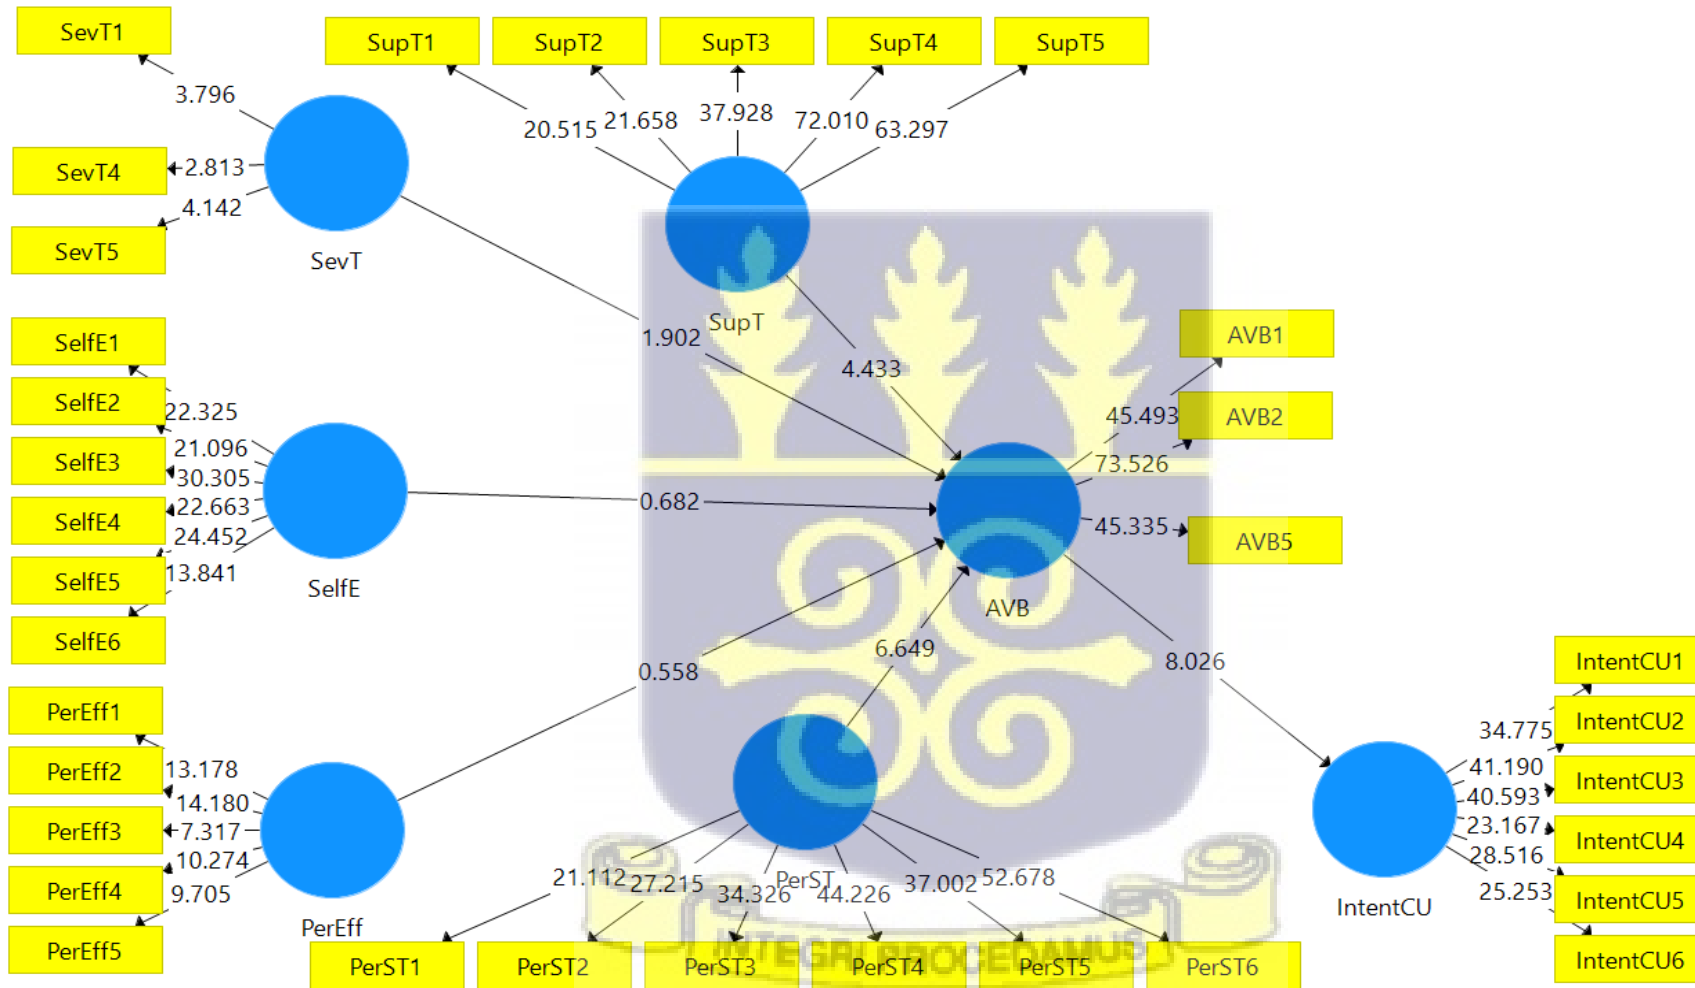 SevT1
SupT1
SupT2
SupT3
SupT4
SupT5
3.796
20.515
21.658
37.928
72.010
63.297
SevT4
2.813
4.142
SevT5
SevT
SupT
1.902
4.433
SelfE1
SelfE2
SelfE3
SelfE4
SelfE5
SelfE6
22.325
21.096
30.305
22.663
24.452
13.841
SelfE
0.682
AVB1
AVB2
AVB5
45.493
73.526
45.335
AVB
6.649
8.026
0.558
PerEff1
PerEff2
PerEff3
PerEff4
PerEff5
13.178
14.180
7.317
10.274
9.705
PerEff
PerST
21.112
27.215
34.326
44.226
37.002
52.678
PerST1
PerST2
PerST3
PerST4
PerST5
PerST6
IntentCU1
IntentCU2
IntentCU3
IntentCU4
IntentCU5
IntentCU6
34.775
41.190
40.593
23.167
28.516
25.253
IntentCU
INTEGRI PROCEDAMUS